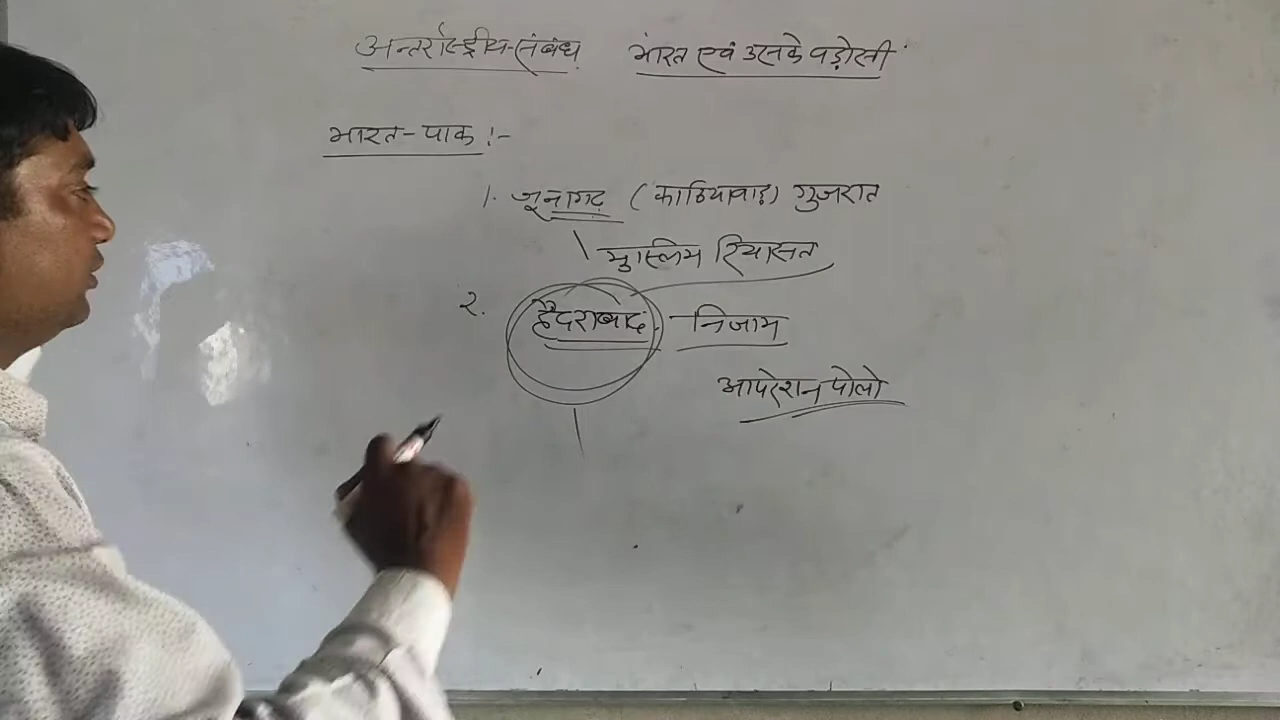 अन्तर्राष्ट्रीय-संबंध भारत एवं उसके पड़ोसी
भारत-पाक :-
1. जूनागढ़ (काठियावाड़) गुजरात
मुस्लिम रियासत
2. हैदराबाद - निजाम
आपरेशन पोलो